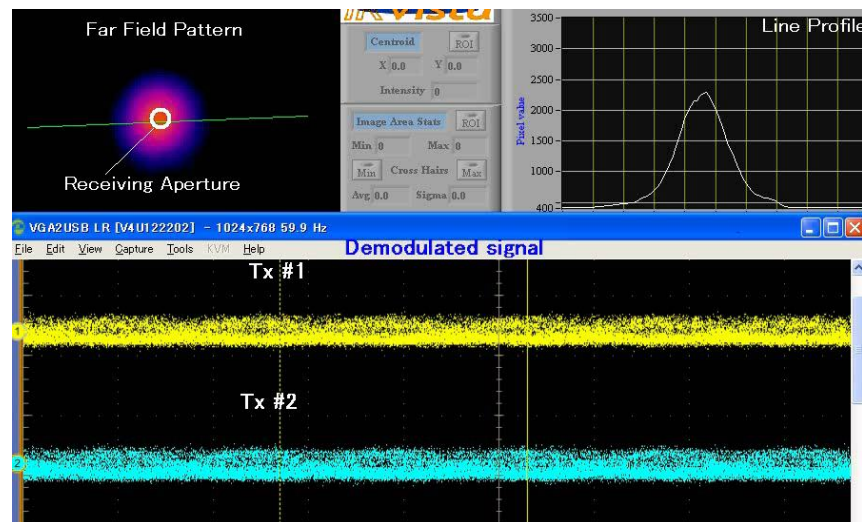 Far Field Pattern
Receiving Aperture
IRvista
Centroid ROI
X 0.0 Y 0.0
Intensity 0
Image Area Stats ROI
Min 0 Max 0
Min Cross Hairs Max
Avg 0.0 Sigma 0.0
Line Profile
Pixel value
3500
3000
2500
2000
1500
1000
400
VGA2USB LR [V4U122202] - 1024x768 59.9 Hz
File Edit View Capture Tools KVM Help
Demodulated signal
Tx #1
1
Tx #2
2